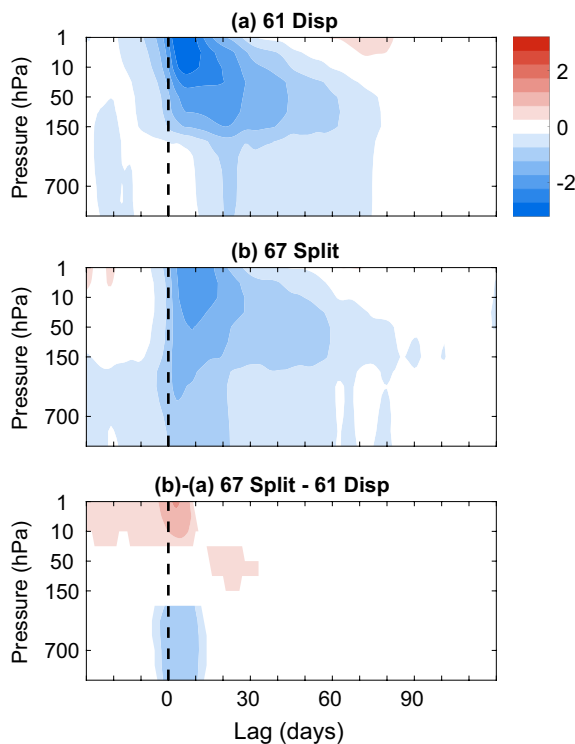 (a) 61 Disp
1
10
50
150
700
Pressure (hPa)
2
0
-2
(b) 67 Split
1
10
50
150
700
Pressure (hPa)
(b)-(a) 67 Split - 61 Disp
1
10
50
150
700
Pressure (hPa)
0 30 60 90
Lag (days)